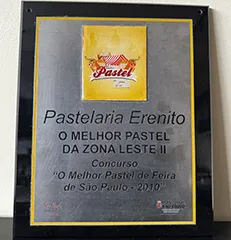 Pastel
Pastelaria Erenito
O MELHOR PASTEL
DA ZONA LESTE II
Concurso
"O Melhor Pastel de Feira
de São Paulo - 2010"